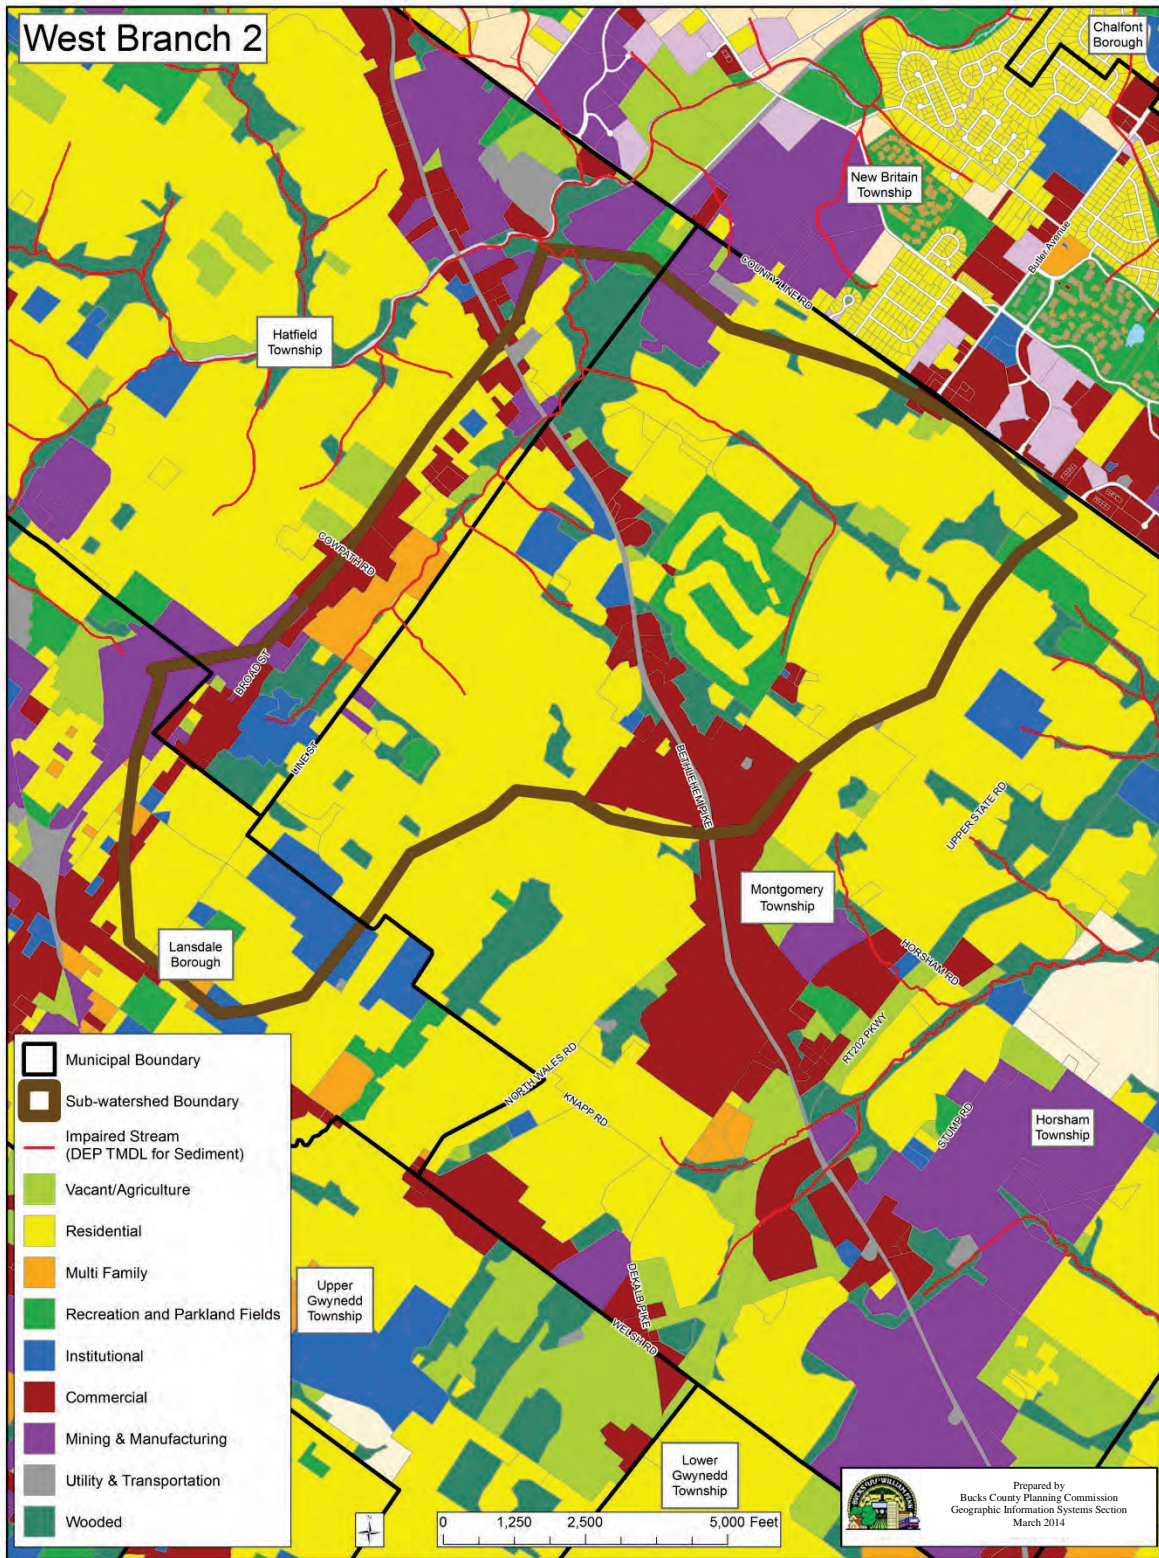 West Branch 2
Chalfont
Borough
New Britain
Township
Butler Avenue
COUNTY LINE RD
Hatfield
Township
COWPATH RD
BROAD ST
LINE ST
BETHLEHEM PIKE
UPPER STATE RD
Montgomery
Township
HORSHAM RD
Lansdale
Borough
RT202 PKWY
NORTH WALES RD
KNAPP RD
STUMP RD
Horsham
Township
Upper
Gwynedd
Township
DEKALB PIKE
WELSH RD
Lower
Gwynedd
Township
Municipal Boundary
Sub-watershed Boundary
Impaired Stream
(DEP TMDL for Sediment)
Vacant/Agriculture
Residential
Multi Family
Recreation and Parkland Fields
Institutional
Commercial
Mining & Manufacturing
Utility & Transportation
Wooded
N
0 1,250 2,500 5,000 Feet
Prepared by
Bucks County Planning Commission
Geographic Information Systems Section
March 2014